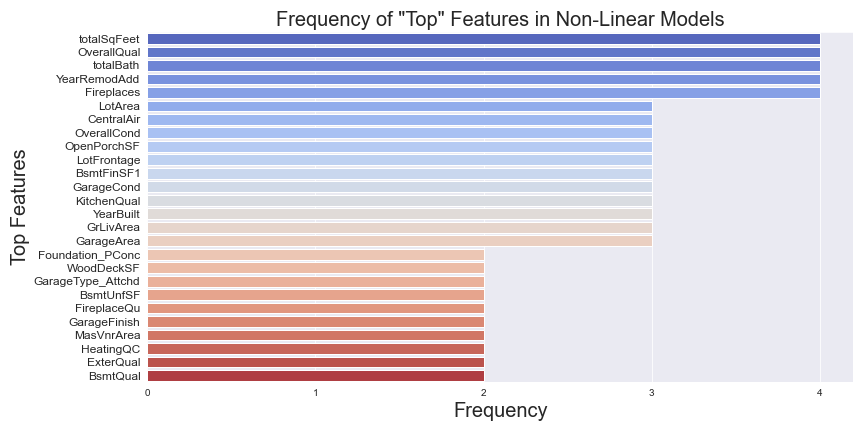 Frequency of "Top" Features in Non-Linear Models
Top Features
totalSqFeet
OverallQual
totalBath
YearRemodAdd
Fireplaces
LotArea
CentralAir
OverallCond
OpenPorchSF
LotFrontage
BsmtFinSF1
GarageCond
KitchenQual
YearBuilt
GrLivArea
GarageArea
Foundation_PConc
WoodDeckSF
GarageType_Attchd
BsmtUnfSF
FireplaceQu
GarageFinish
MasVnrArea
HeatingQC
ExterQual
BsmtQual
0 1 2 3 4
Frequency